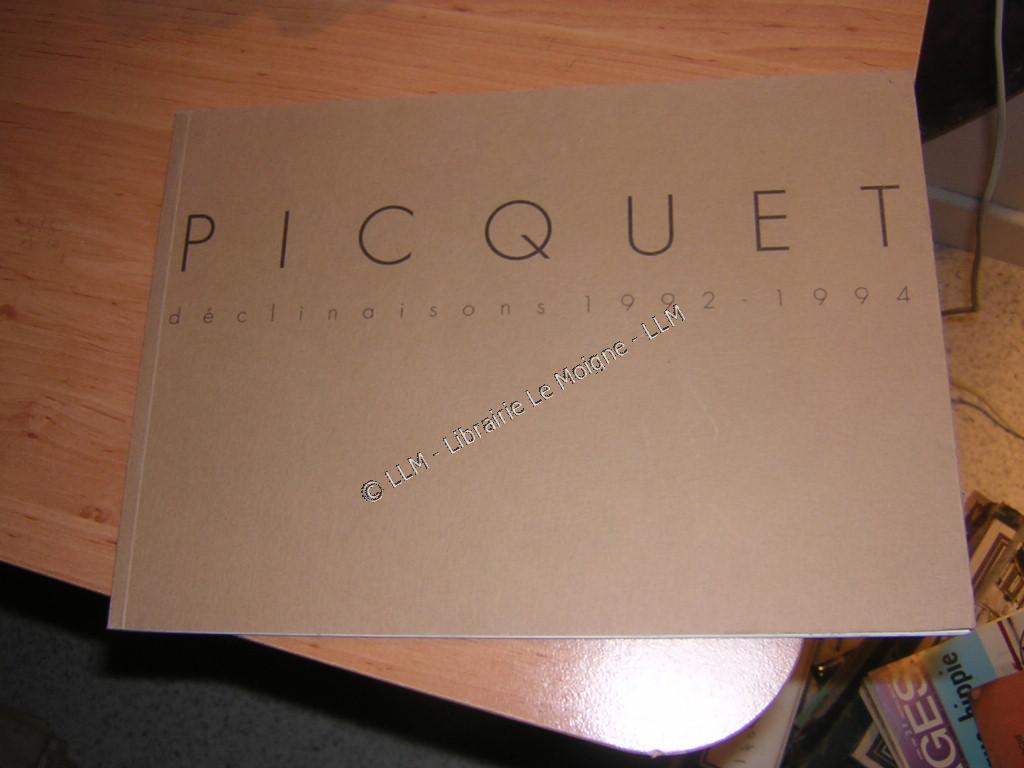 PICQUET
déclinaisons 1992-1994
© LLM - Librairie Le Moigne - LLM
GES
hippie